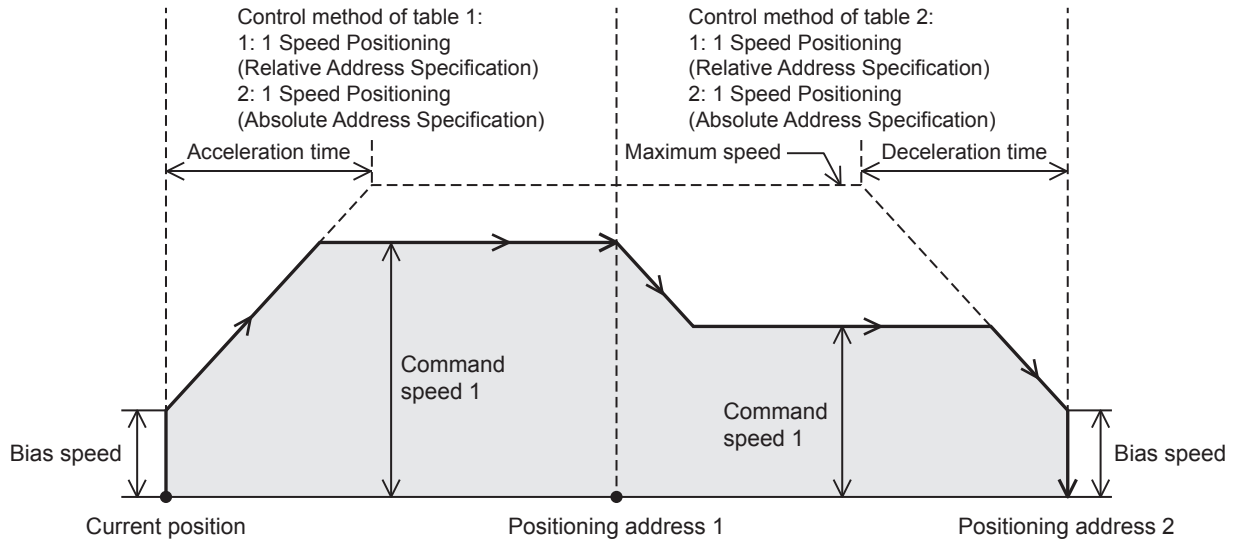 Control method of table 1:
1: 1 Speed Positioning
(Relative Address Specification)
2: 1 Speed Positioning
(Absolute Address Specification)
Control method of table 2:
1: 1 Speed Positioning
(Relative Address Specification)
2: 1 Speed Positioning
(Absolute Address Specification)
Acceleration time
Maximum speed
Deceleration time
Command
speed 1
Command
speed 1
Bias speed
Bias speed
Current position
Positioning address 1
Positioning address 2